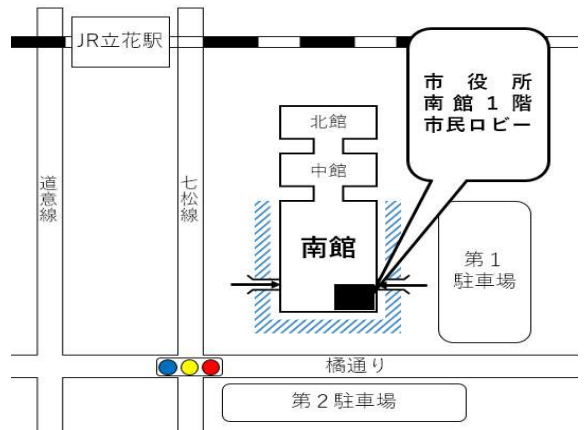 JR立花駅
市役所
南館1階
市民ロビー
北館
中館
道意線
七松線
南館
第1
駐車場
橘通り
第2駐車場